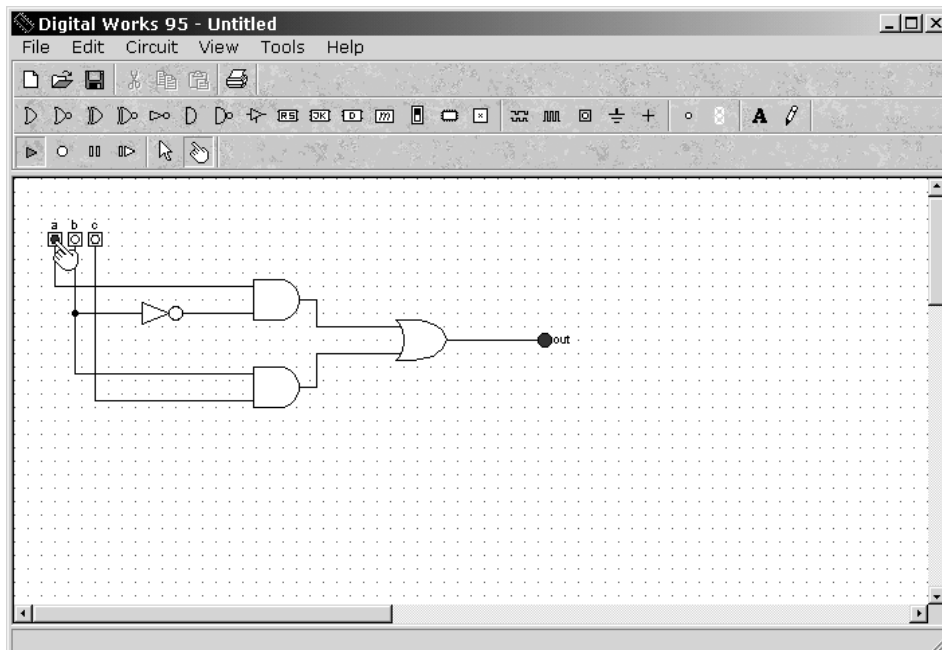 Digital Works 95 - Untitled
File Edit Circuit View Tools Help
RS JK D m A
a b c
out